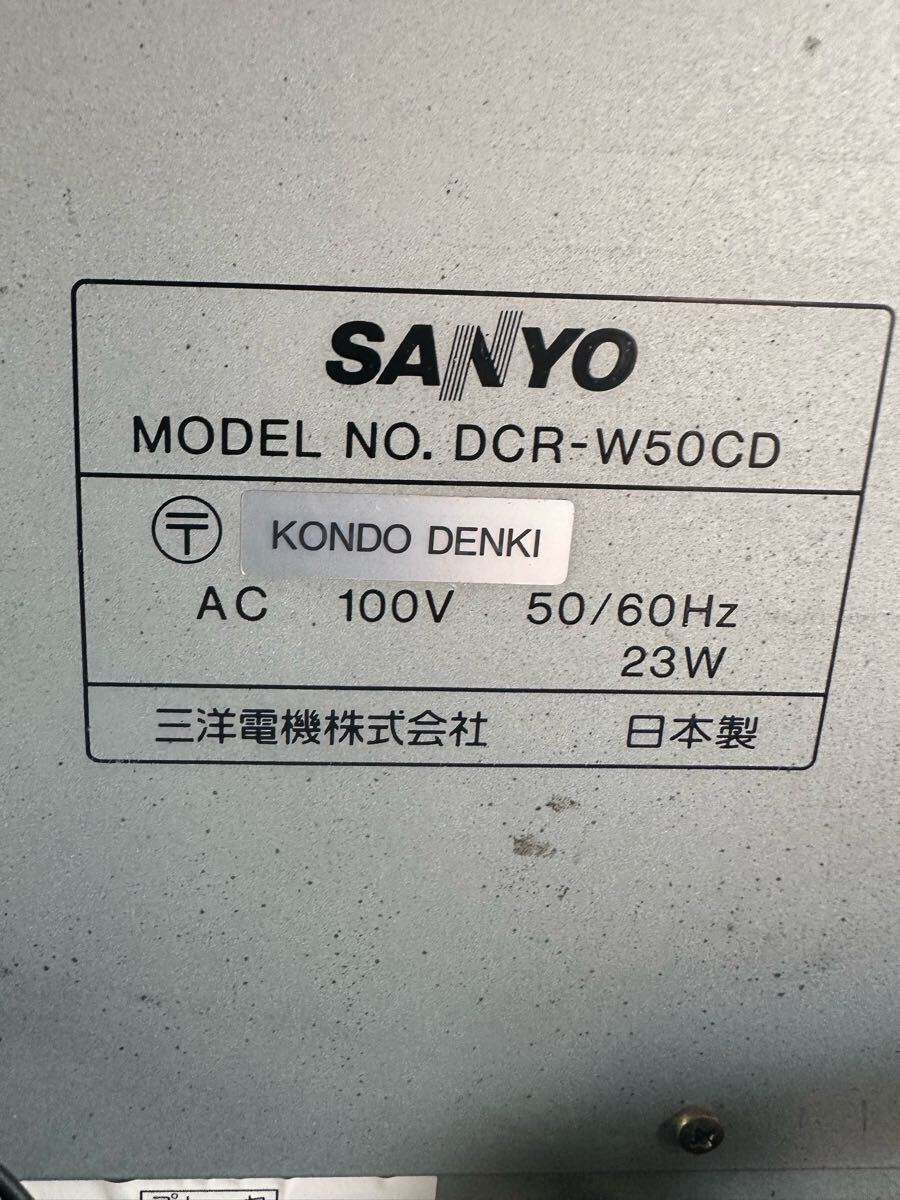 SANYO
MODEL NO. DCR-W50CD
〒 KONDO DENKI
AC 100V 50/60Hz
23W
三洋電機株式会社 日本製